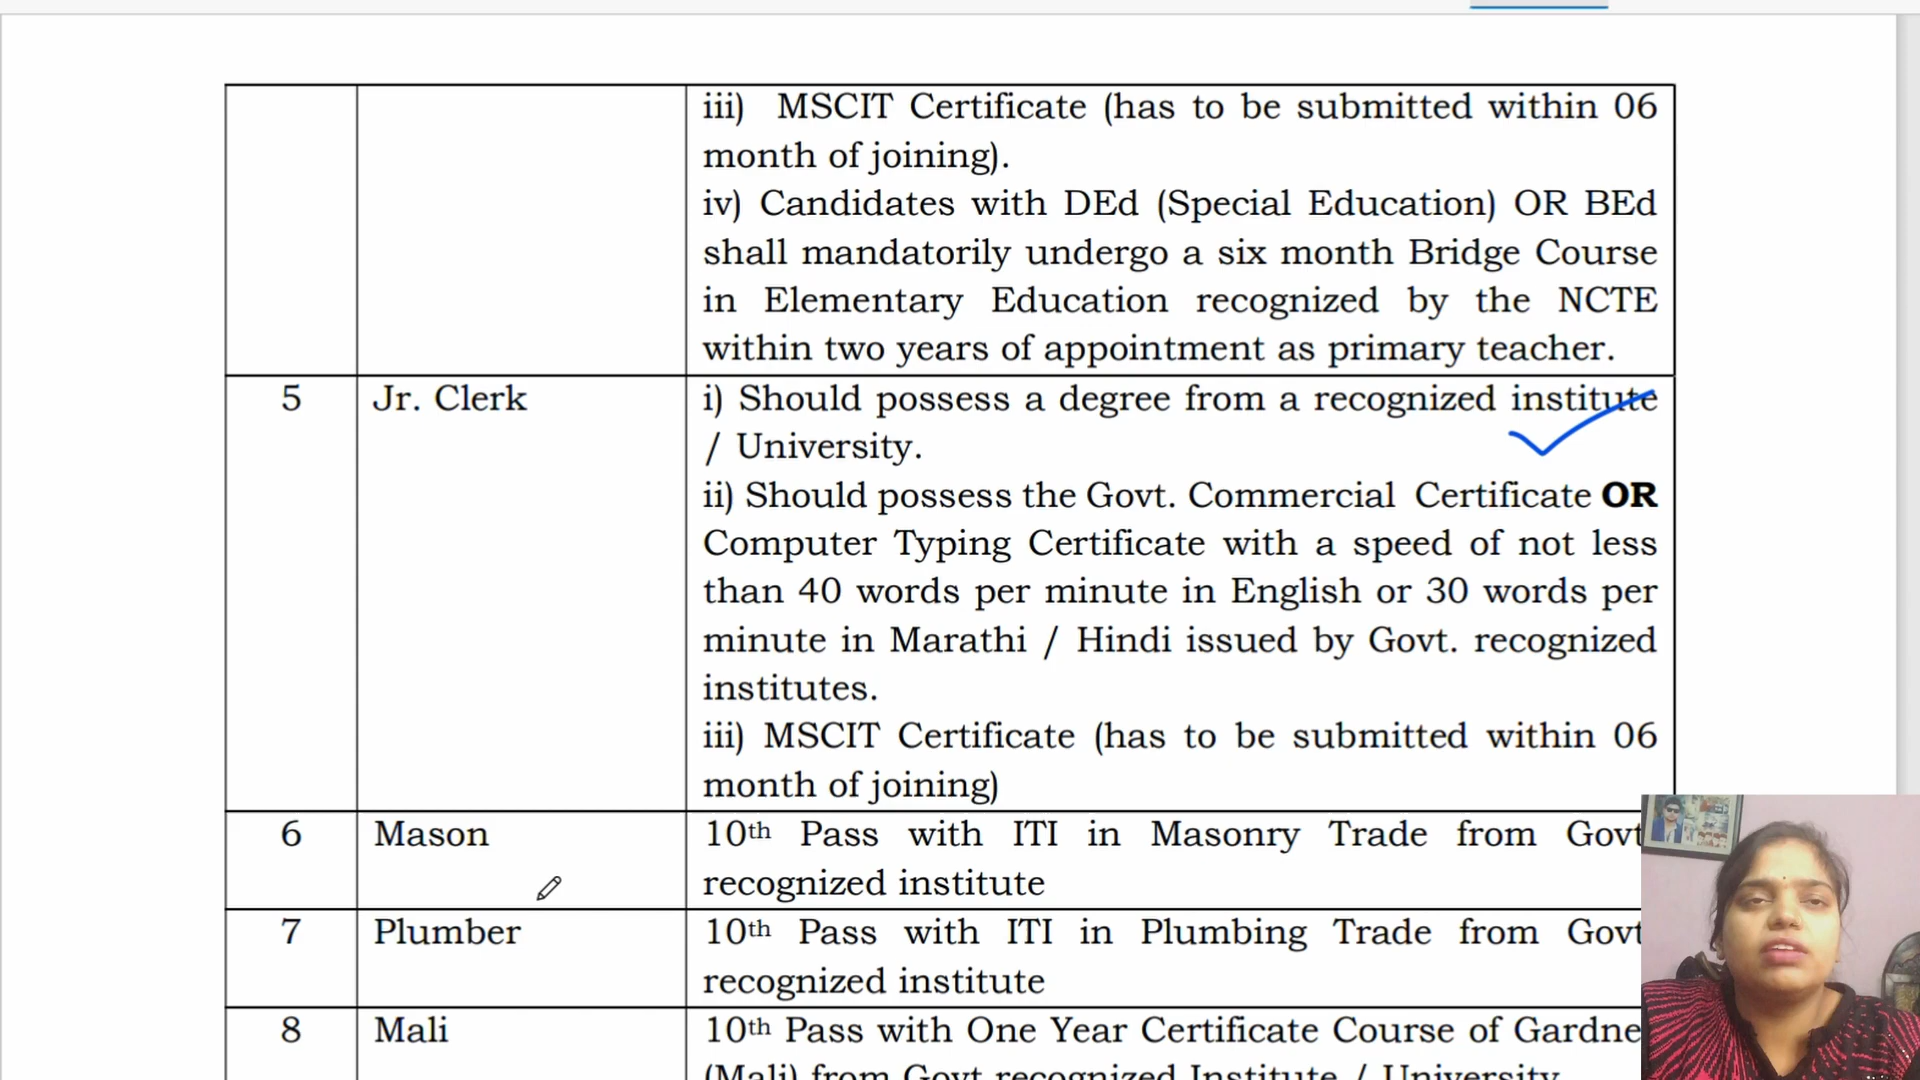 iii) MSCIT Certificate (has to be submitted within 06
month of joining).
iv) Candidates with DEd (Special Education) OR BEd
shall mandatorily undergo a six month Bridge Course
in Elementary Education recognized by the NCTE
within two years of appointment as primary teacher.
5 Jr. Clerk i) Should possess a degree from a recognized institute
/ University.
ii) Should possess the Govt. Commercial Certificate OR
Computer Typing Certificate with a speed of not less
than 40 words per minute in English or 30 words per
minute in Marathi / Hindi issued by Govt. recognized
institutes.
iii) MSCIT Certificate (has to be submitted within 06
month of joining)
6 Mason 10th Pass with ITI in Masonry Trade from Govt
recognized institute
7 Plumber 10th Pass with ITI in Plumbing Trade from Govt
recognized institute
8 Mali 10th Pass with One Year Certificate Course of Gardne
(Mali) from Govt recognized Institute / University